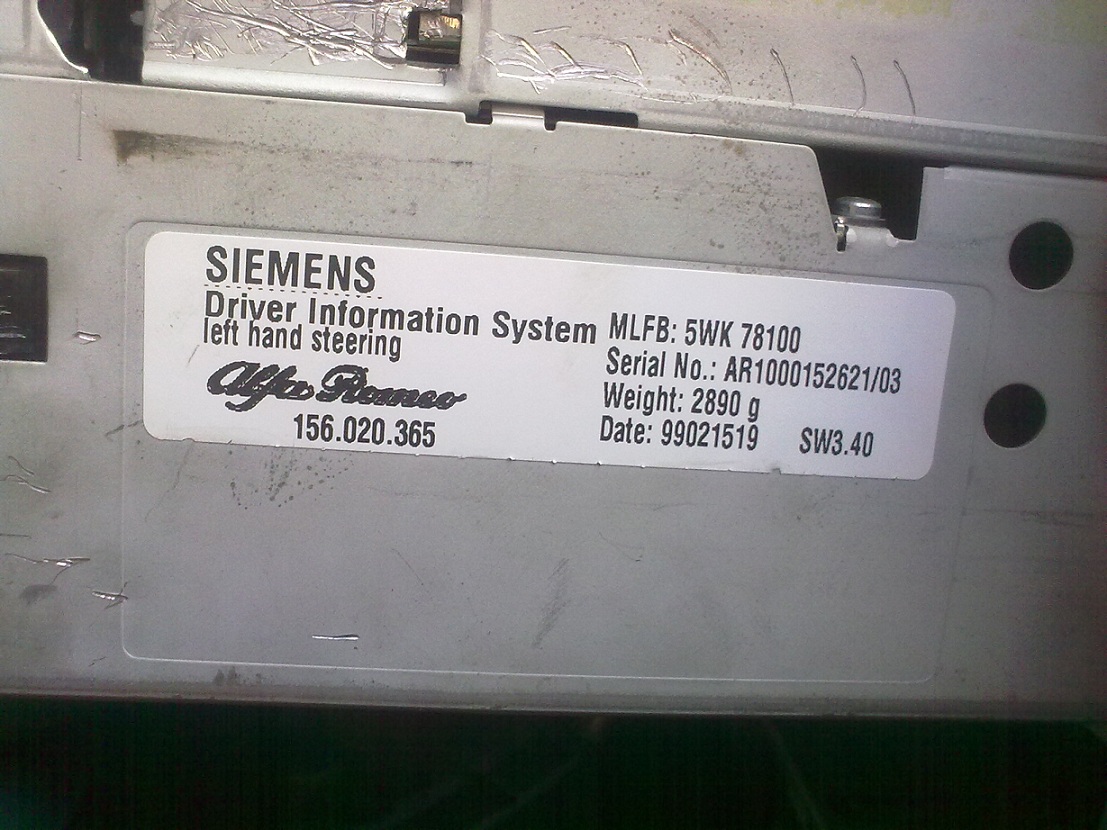 SIEMENS
Driver Information System
left hand steering
Alfa Romeo
156.020.365
MLFB: 5WK 78100
Serial No.: AR1000152621/03
Weight: 2890 g
Date: 99021519 SW3.40